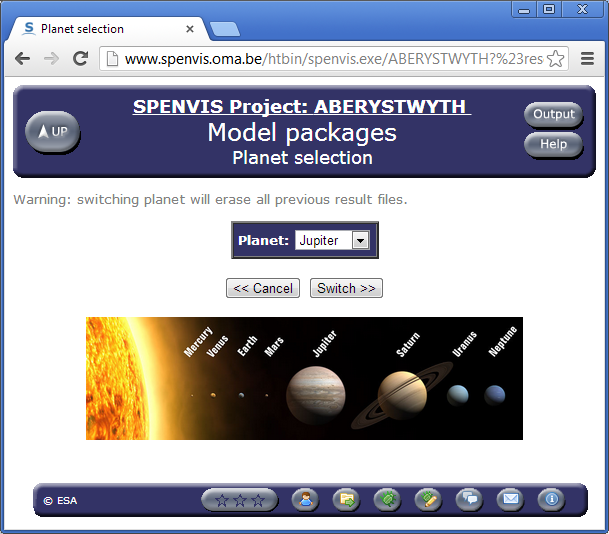 Planet selection
www.spenvis.oma.be/htbin/spenvis.exe/ABERYSTWYTH?%23res
UP
SPENVIS Project: ABERYSTWYTH
Model packages
Planet selection
Output
Help
Warning: switching planet will erase all previous result files.
Planet: Jupiter
<< Cancel Switch >>
Mercury Venus Earth Mars Jupiter Saturn Uranus Neptune
© ESA